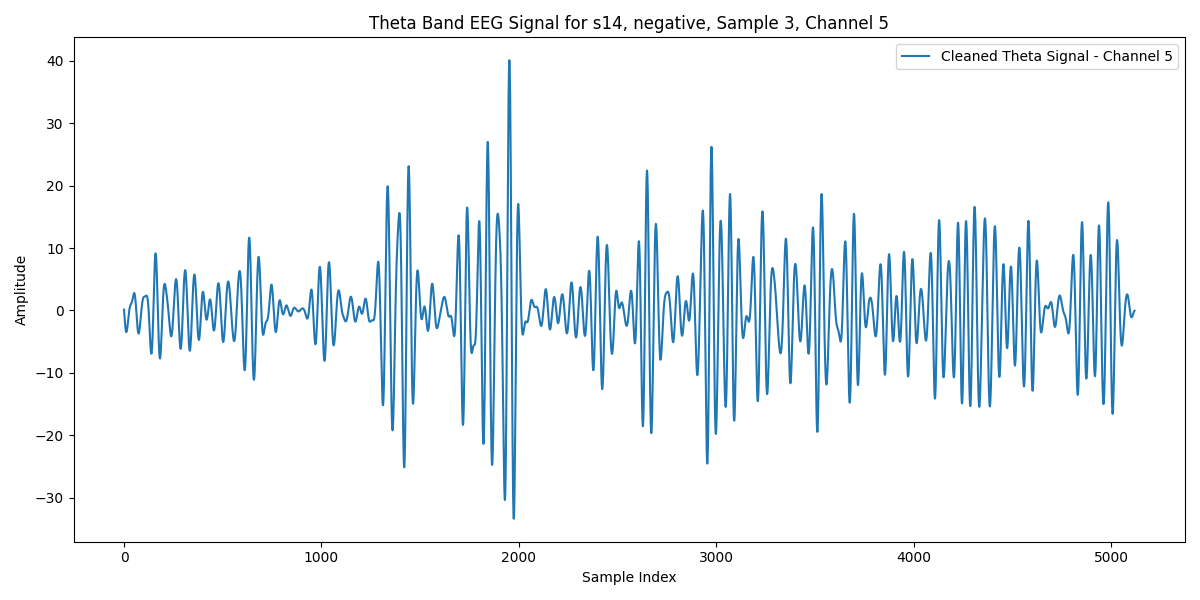 Theta Band EEG Signal for s14, negative, Sample 3, Channel 5
Cleaned Theta Signal - Channel 5
Amplitude
40
30
20
10
0
−10
−20
−30
0 1000 2000 3000 4000 5000
Sample Index